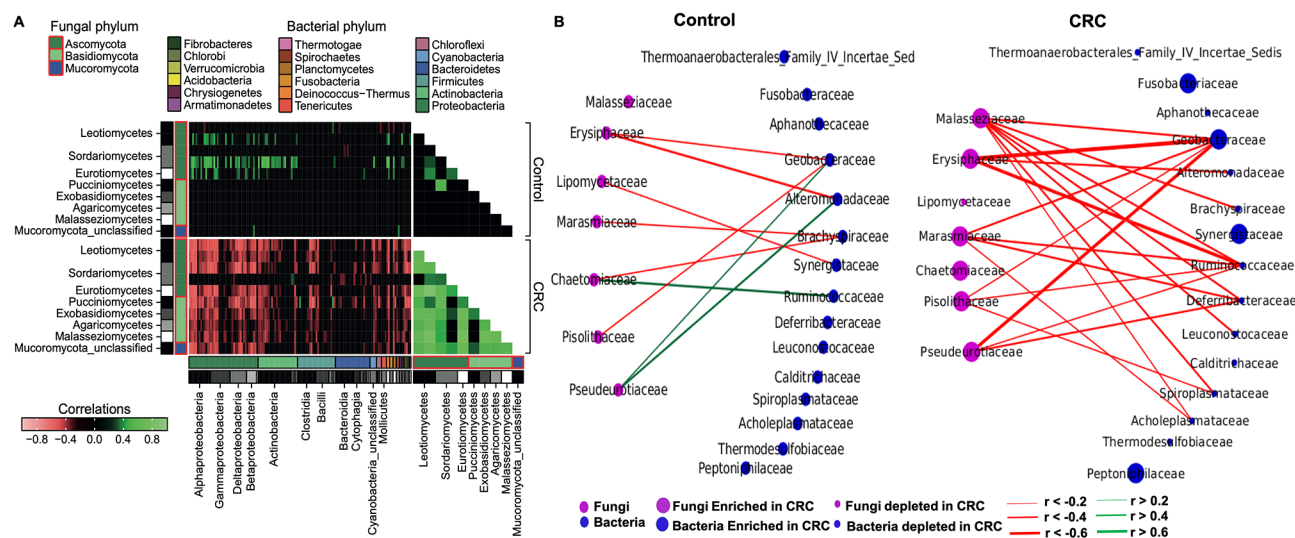 A
Fungal phylum
Ascomycota
Basidiomycota
Mucoromycota
Bacterial phylum
Fibrobacteres
Chlorobi
Verrucomicrobia
Acidobacteria
Chrysiogenetes
Armatimonadetes
Thermotogae
Spirochaetes
Planctomycetes
Fusobacteria
Deinococcus-Thermus
Tenericutes
Chloroflexi
Cyanobacteria
Bacteroidetes
Firmicutes
Actinobacteria
Proteobacteria
Leotiomycetes
Sordariomycetes
Eurotiomycetes
Pucciniomycetes
Exobasidiomycetes
Agaricomycetes
Malasseziomycetes
Mucoromycota_unclassified
Control
Leotiomycetes
Sordariomycetes
Eurotiomycetes
Pucciniomycetes
Exobasidiomycetes
Agaricomycetes
Malasseziomycetes
Mucoromycota_unclassified
CRC
Alphaproteobacteria
Gammaproteobacteria
Deltaproteobacteria
Betaproteobacteria
Actinobacteria
Clostridia
Bacilli
Bacteroidia
Cytophagia
Cyanobacteria_unclassified
Mollicutes
Leotiomycetes
Sordariomycetes
Eurotiomycetes
Pucciniomycetes
Exobasidiomycetes
Agaricomycetes
Malasseziomycetes
Mucoromycota_unclassified
Correlations
−0.8 −0.4 0.0 0.4 0.8
B
Control
Thermoanaerobacterales_Family_IV_Incertae_Sed
Malasseziaceae
Erysiphaceae
Lipomycetaceae
Marasmiaceae
Chaetomiaceae
Pisolithaceae
Pseudeurotiaceae
Fusobacteraceae
Aphanothecaceae
Geobacteraceae
Alteromonadaceae
Brachyspiraceae
Synergistaceae
Ruminococcaceae
Deferribacteraceae
Leuconostocaceae
Calditrichaceae
Spiroplasmataceae
Acholeplasmataceae
Thermodesulfobiaceae
Peptoniphilaceae
CRC
Thermoanaerobacterales_Family_IV_Incertae_Sedis
Malasseziaceae
Erysiphaceae
Lipomycetaceae
Marasmiaceae
Chaetomiaceae
Pisolithaceae
Pseudeurotiaceae
Fusobacteriaceae
Aphanothecaceae
Geobacteraceae
Alteromonadaceae
Brachyspiraceae
Synergistaceae
Ruminococcaceae
Deferribacteraceae
Leuconostocaceae
Calditrichaceae
Spiroplasmataceae
Acholeplasmataceae
Thermodesulfobiaceae
Peptoniphilaceae
Fungi
Bacteria
Fungi Enriched in CRC
Bacteria Enriched in CRC
Fungi depleted in CRC
Bacteria depleted in CRC
r < -0.2
r < -0.4
r < -0.6
r > 0.2
r > 0.4
r > 0.6